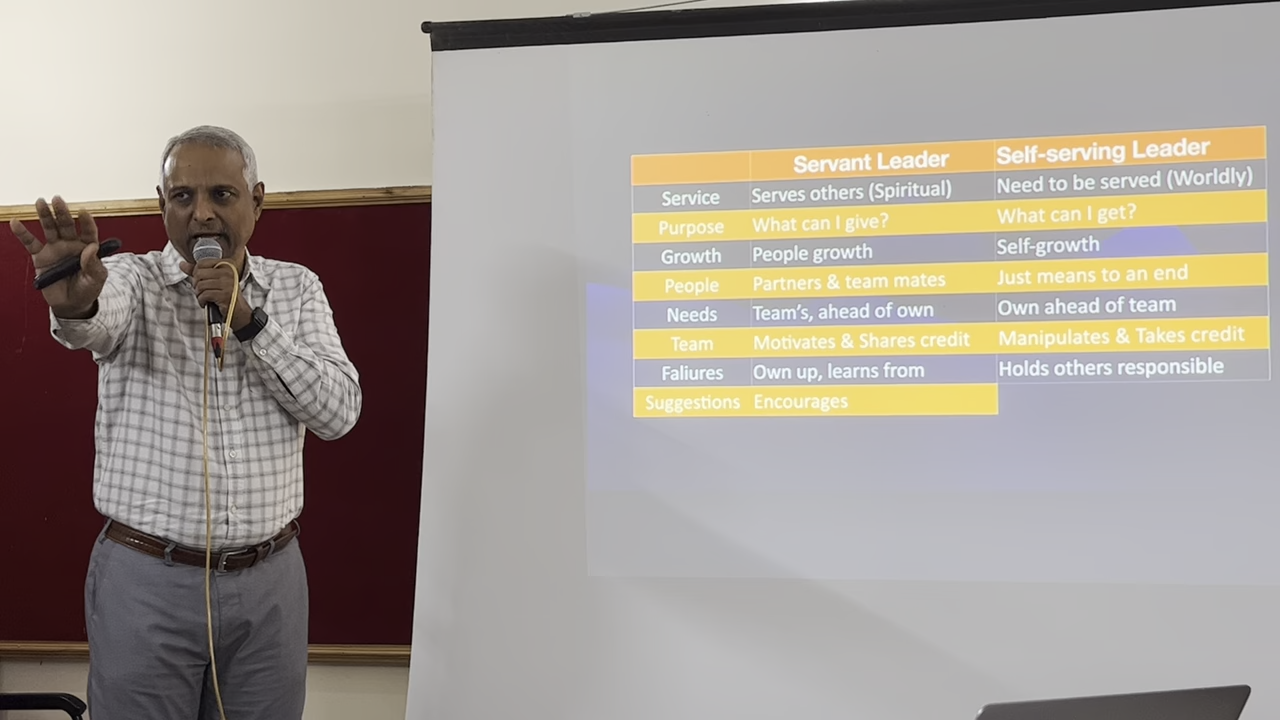 Servant Leader Self-serving Leader
Service Serves others (Spiritual) Need to be served (Worldly)
Purpose What can I give? What can I get?
Growth People growth Self-growth
People Partners & team mates Just means to an end
Needs Team's, ahead of own Own ahead of team
Team Motivates & Shares credit Manipulates & Takes credit
Faliures Own up, learns from Holds others responsible
Suggestions Encourages